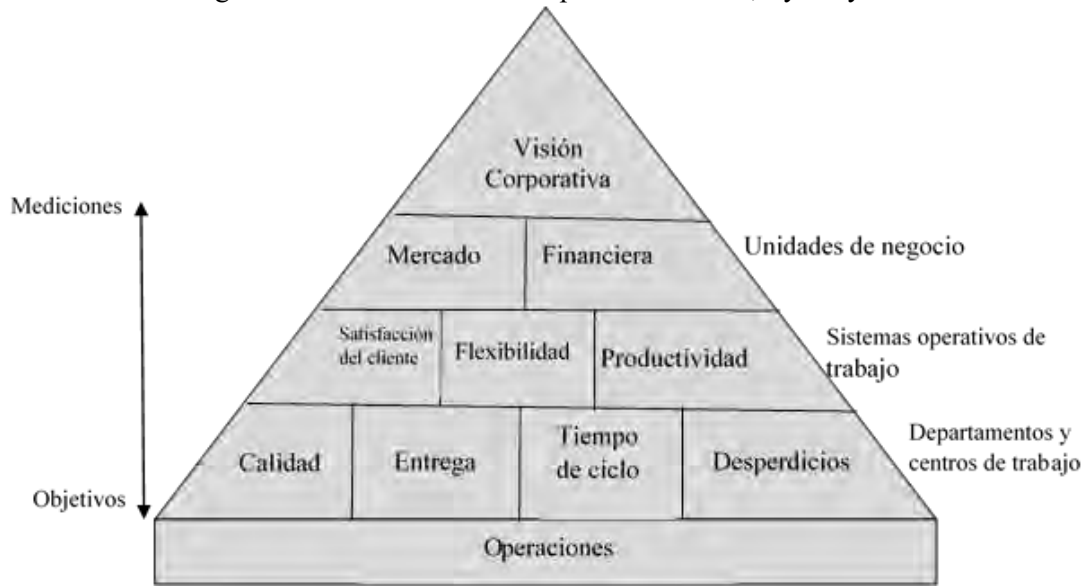 Visión
Corporativa
Mediciones
Mercado
Financiera
Unidades de negocio
Satisfacción
del cliente
Flexibilidad
Productividad
Sistemas operativos de
trabajo
Calidad
Entrega
Tiempo
de ciclo
Desperdicios
Departamentos y
centros de trabajo
Objetivos
Operaciones